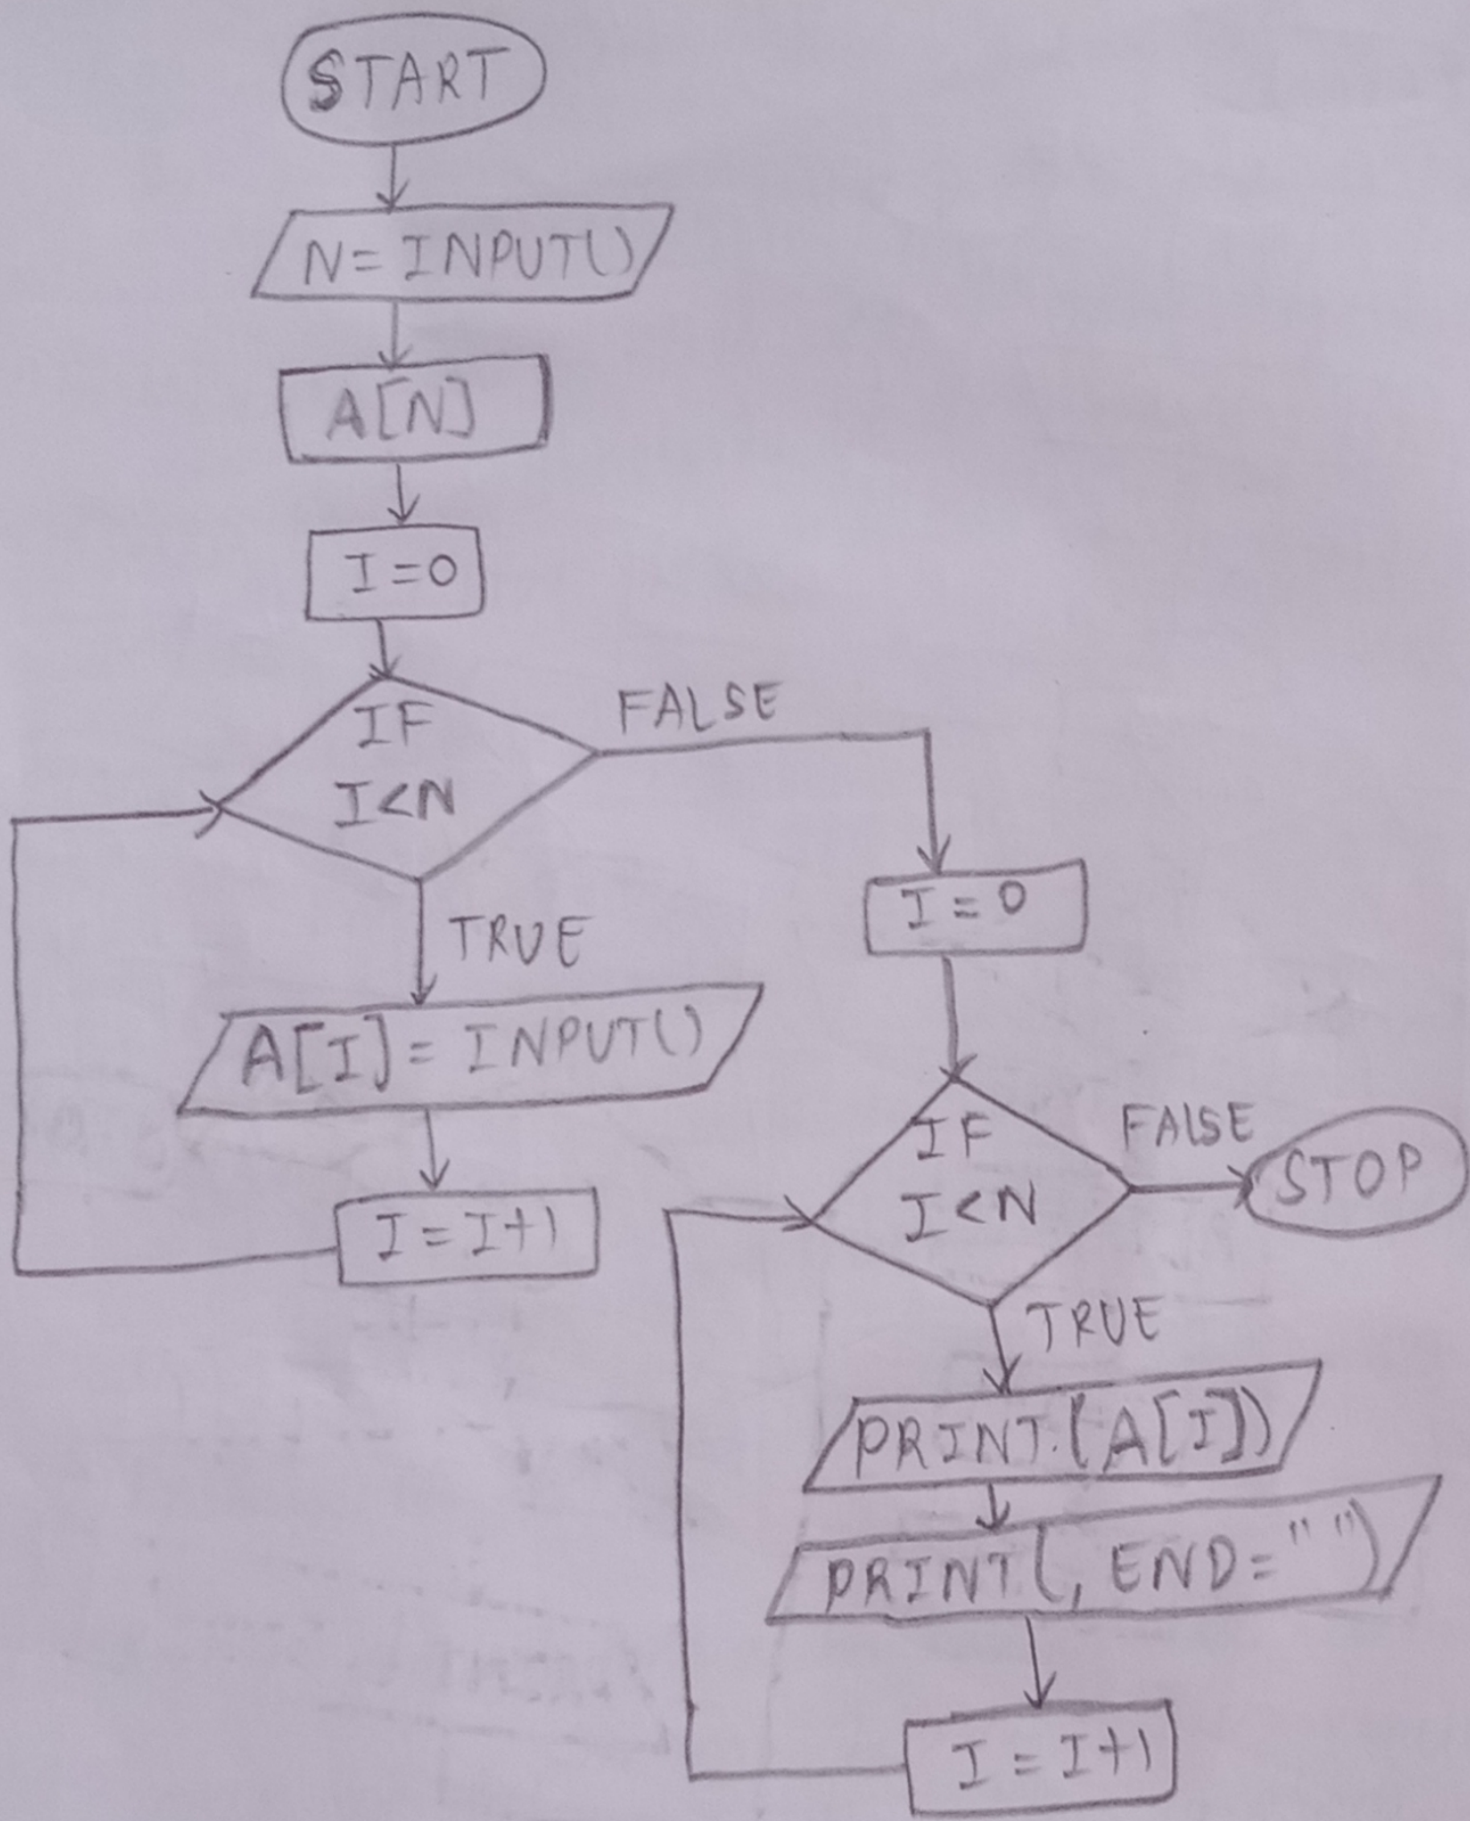 START
N= INPUT()
A[N]
I=0
IF
I<N
FALSE
TRUE
A[I]= INPUT()
I=I+1
I=0
IF
I<N
FALSE
STOP
TRUE
PRINT.(A[I])
PRINT(, END=" ")
I=I+1